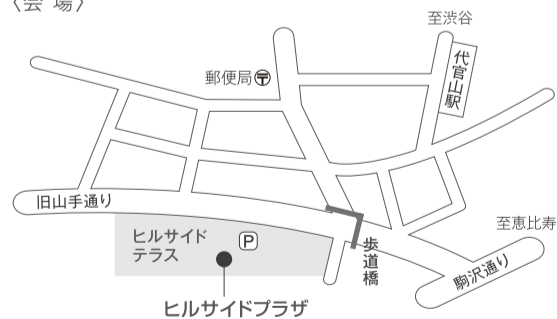 〈会 場〉
至渋谷
代官山駅
郵便局〒
旧山手通り
至恵比寿
ヒルサイド
テラス
P
歩道橋
駒沢通り
ヒルサイドプラザ